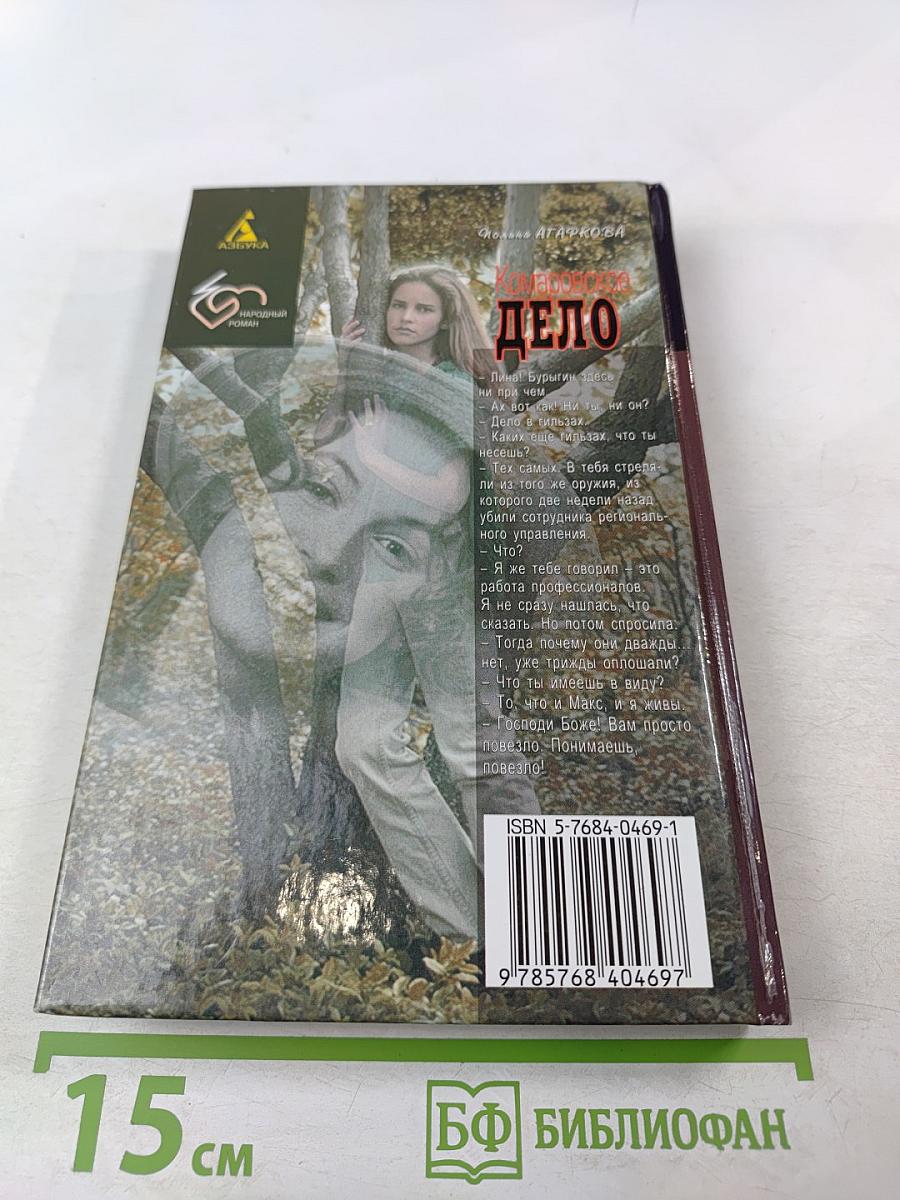 АЗБУКА
НАРОДНЫЙ
РОМАН
Полина АГАФКОВА
Комаровское
ДЕЛО
– Лина! Бурыгин здесь
ни при чем
– Ах вот как! Ни ты, ни он?
– Дело в гильзах..
– Каких еще гильзах, что ты
несешь?
– Тех самых. В тебя стреля-
ли из того же оружия, из
которого две недели назад
убили сотрудника региональ-
ного управления.
– Что?
– Я же тебе говорил – это
работа профессионалов.
Я не сразу нашлась, что
сказать. Но потом спросила:
– Тогда почему они дважды...
нет, уже трижды оплошали?
– Что ты имеешь в виду?
– То, что и Макс, и я живы.
– Господи Боже! Вам просто
повезло. Понимаешь,
повезло!
ISBN 5-7684-0469-1
9 785768 404697
15 см
БФ БИБЛИОФАН